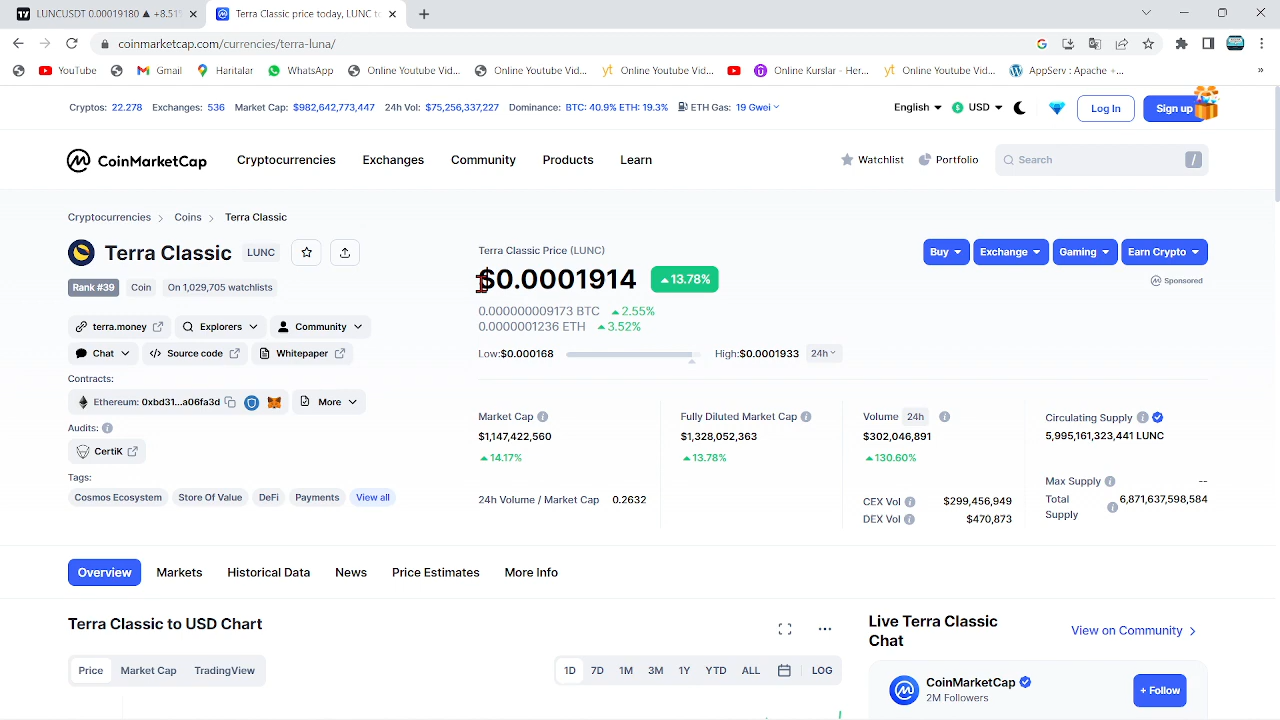 LUNCUSDT 0.0001918 ▲ +8.51%
Terra Classic price today, LUNC to
coinmarketcap.com/currencies/terra-luna/
YouTube Gmail Haritalar WhatsApp Online Youtube Vid... Online Youtube Vid... Online Youtube Vid... Online Kurslar - Her... Online Youtube Vid... AppServ : Apache +... »
Cryptos: 22.278 Exchanges: 536 Market Cap: $982,642,773,447 24h Vol: $75,256,337,227 Dominance: BTC: 40.9% ETH: 19.3% ETH Gas: 19 Gwei
English USD Log In Sign up
CoinMarketCap Cryptocurrencies Exchanges Community Products Learn Watchlist Portfolio Search /
Cryptocurrencies > Coins > Terra Classic
Terra Classic LUNC
Rank #39 Coin On 1,029,705 watchlists
terra.money Explorers Community
Chat Source code Whitepaper
Contracts:
Ethereum: 0xbd31...a06fa3d More
Audits:
CertiK
Tags:
Cosmos Ecosystem Store Of Value DeFi Payments View all
Terra Classic Price (LUNC)
$0.0001914 ▲13.78%
0.000000009173 BTC ▲2.55%
0.0000001236 ETH ▲3.52%
Low:$0.000168 High:$0.0001933 24h
Buy Exchange Gaming Earn Crypto
Sponsored
Market Cap
$1,147,422,560
▲14.17%
24h Volume / Market Cap 0.2632
Fully Diluted Market Cap
$1,328,052,363
▲13.78%
Volume 24h
$302,046,891
▲130.60%
CEX Vol $299,456,949
DEX Vol $470,873
Circulating Supply
5,995,161,323,441 LUNC
Max Supply --
Total Supply 6,871,637,598,584
Overview Markets Historical Data News Price Estimates More Info
Terra Classic to USD Chart
Price Market Cap TradingView
1D 7D 1M 3M 1Y YTD ALL LOG
Live Terra Classic
Chat
View on Community >
CoinMarketCap
2M Followers
+ Follow